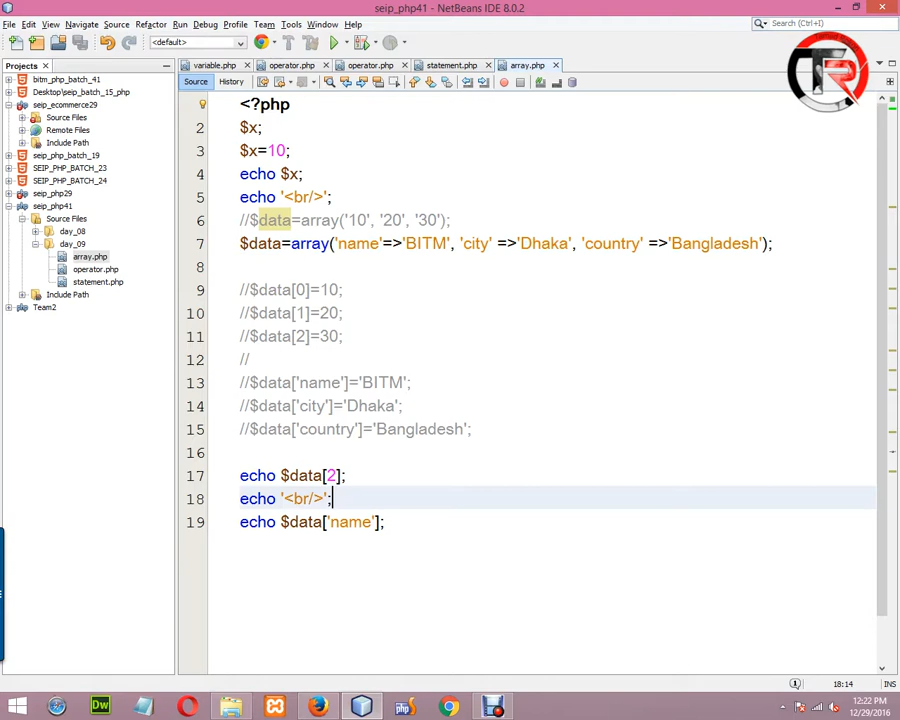 seip_php41 - NetBeans IDE 8.0.2
File Edit View Navigate Source Refactor Run Debug Profile Team Tools Window Help
Search (Ctrl+I)
<default>
Projects
variable.php
operator.php
operator.php
statement.php
array.php
Source History
bitm_php_batch_41
Desktop\seip_batch_15_php
seip_ecommerce29
Source Files
Remote Files
Include Path
seip_php_batch_19
SEIP_PHP_BATCH_23
SEIP_PHP_BATCH_24
seip_php29
seip_php41
Source Files
day_08
day_09
array.php
operator.php
statement.php
Include Path
Team2
<?php
2 $x;
3 $x=10;
4 echo $x;
5 echo '<br/>';
6 //$data=array('10', '20', '30');
7 $data=array('name'=>'BITM', 'city' =>'Dhaka', 'country' =>'Bangladesh');
8
9 //$data[0]=10;
10 //$data[1]=20;
11 //$data[2]=30;
12 //
13 //$data['name']='BITM';
14 //$data['city']='Dhaka';
15 //$data['country']='Bangladesh';
16
17 echo $data[2];
18 echo '<br/>';
19 echo $data['name'];
TR
18:14 INS
Dw
php
12:22 PM
12/29/2016